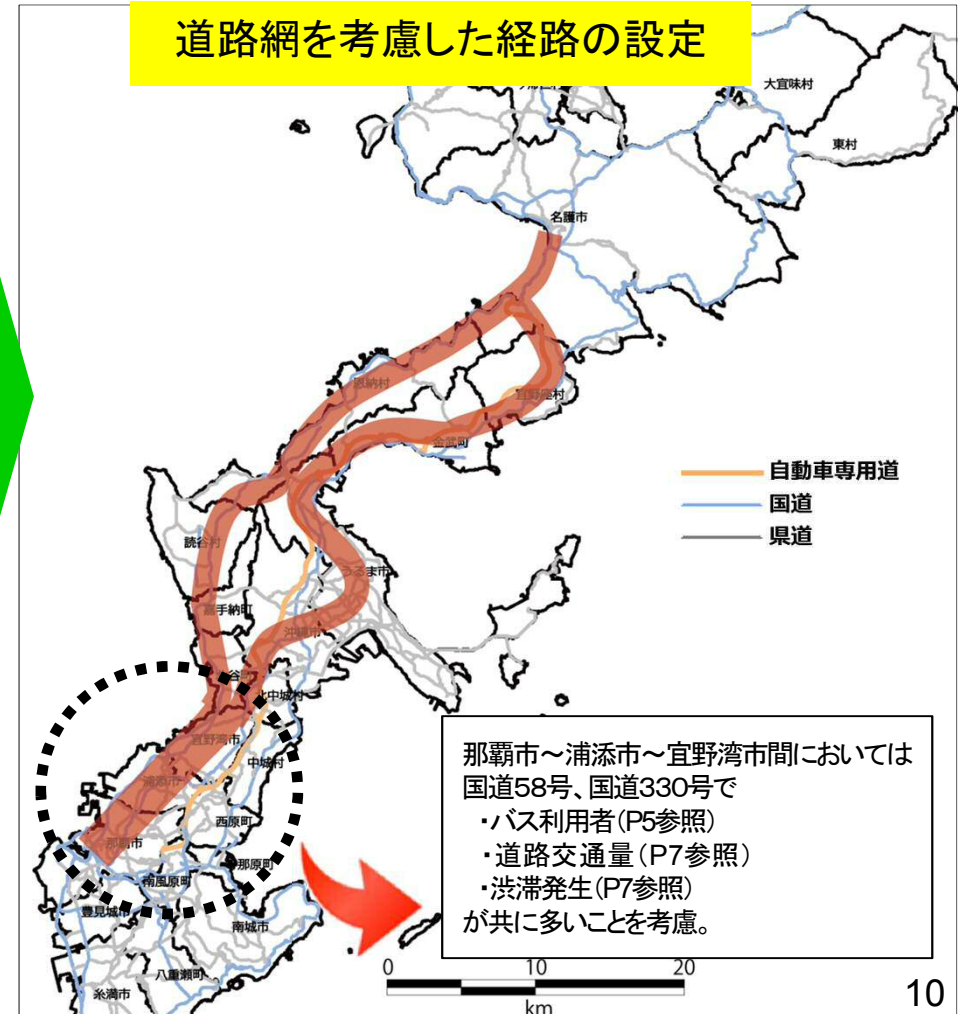 道路網を考慮した経路の設定
大宜味村
東村
名護市
恩納村
宜野座村
金武町
自動車専用道
国道
県道
読谷村
うるま市
嘉手納町
沖縄市
北中城村
宜野湾市
中城村
浦添市
西原町
那覇市
与那原町
南風原町
豊見城市
南城市
八重瀬町
糸満市
那覇市～浦添市～宜野湾市間においては
国道58号、国道330号で
・バス利用者(P5参照)
・道路交通量(P7参照)
・渋滞発生(P7参照)
が共に多いことを考慮。
0 10 20
km
10